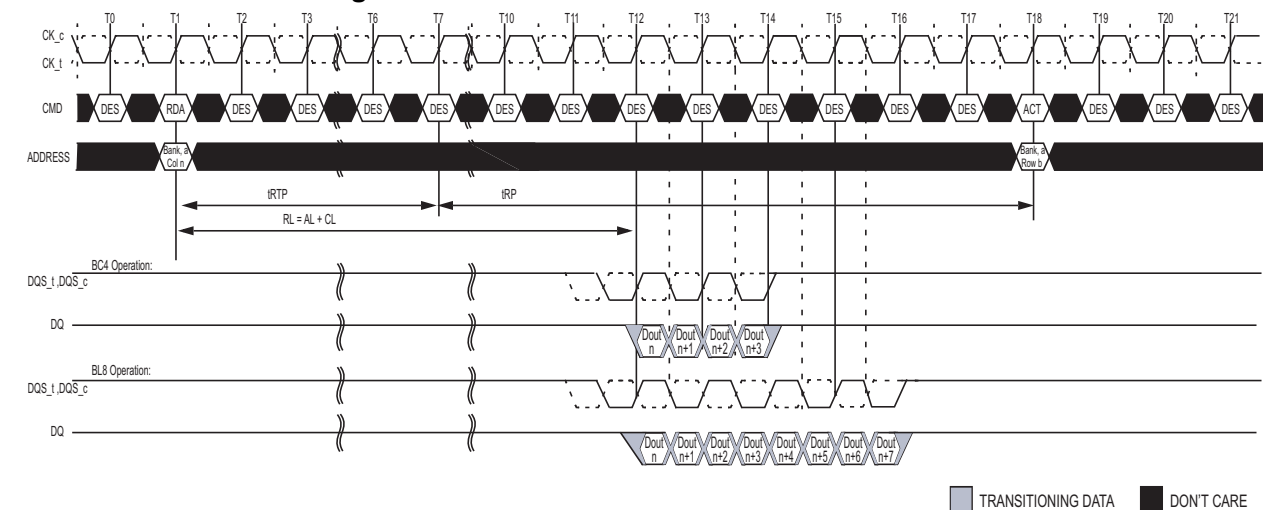 g
T0 T1 T2 T3 T6 T7 T10 T11 T12 T13 T14 T15 T16 T17 T18 T19 T20 T21
CK_c
CK_t
CMD DES RDA DES DES DES DES DES DES DES DES DES DES DES DES ACT DES DES DES
ADDRESS
Bank, a
Col n
Bank, a
Row b
tRTP tRP
RL = AL + CL
BC4 Operation:
DQS_t ,DQS_c
DQ
Dout
n
Dout
n+1
Dout
n+2
Dout
n+3
BL8 Operation:
DQS_t ,DQS_c
DQ
Dout
n
Dout
n+1
Dout
n+2
Dout
n+3
Dout
n+4
Dout
n+5
Dout
n+6
Dout
n+7
TRANSITIONING DATA DON'T CARE